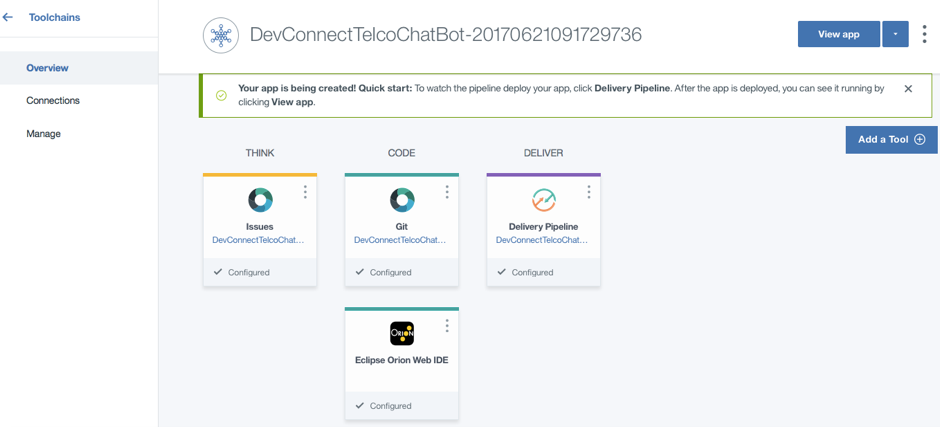 Toolchains
Overview
Connections
Manage
DevConnectTelcoChatBot-20170621091729736
View app
Your app is being created! Quick start: To watch the pipeline deploy your app, click Delivery Pipeline. After the app is deployed, you can see it running by
clicking View app.
Add a Tool
THINK
CODE
DELIVER
Issues
DevConnectTelcoChat...
Configured
Git
DevConnectTelcoChat...
Configured
Delivery Pipeline
DevConnectTelcoChat...
Configured
ORION
Eclipse Orion Web IDE
Configured